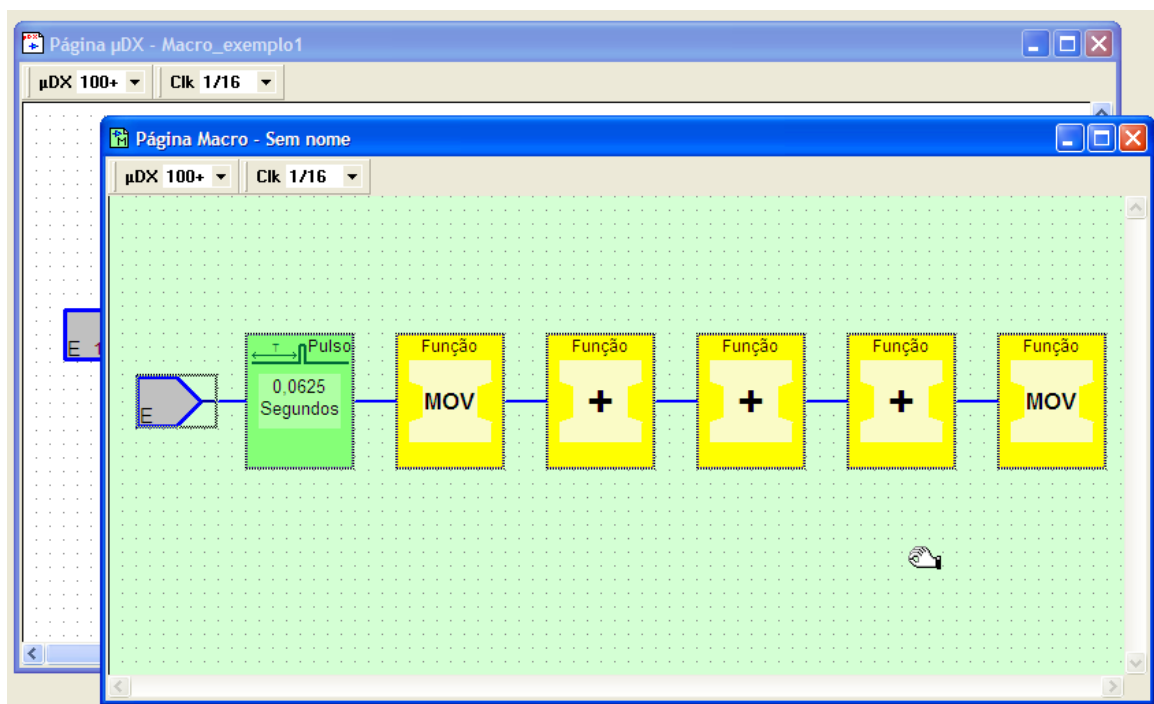 Página µDX - Macro_exemplo1
µDX 100+ Clk 1/16
Página Macro - Sem nome
µDX 100+ Clk 1/16
E
T Pulso Função Função Função Função Função
0,0625
Segundos
E MOV + + + MOV